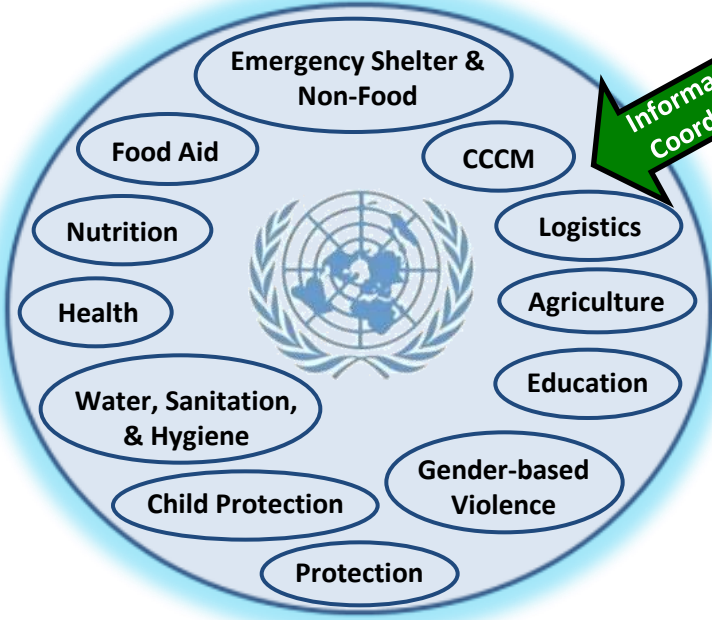 Emergency Shelter &
Non-Food
Food Aid
CCCM
Nutrition
Logistics
Health
Agriculture
Water, Sanitation,
& Hygiene
Education
Gender-based
Violence
Child Protection
Protection